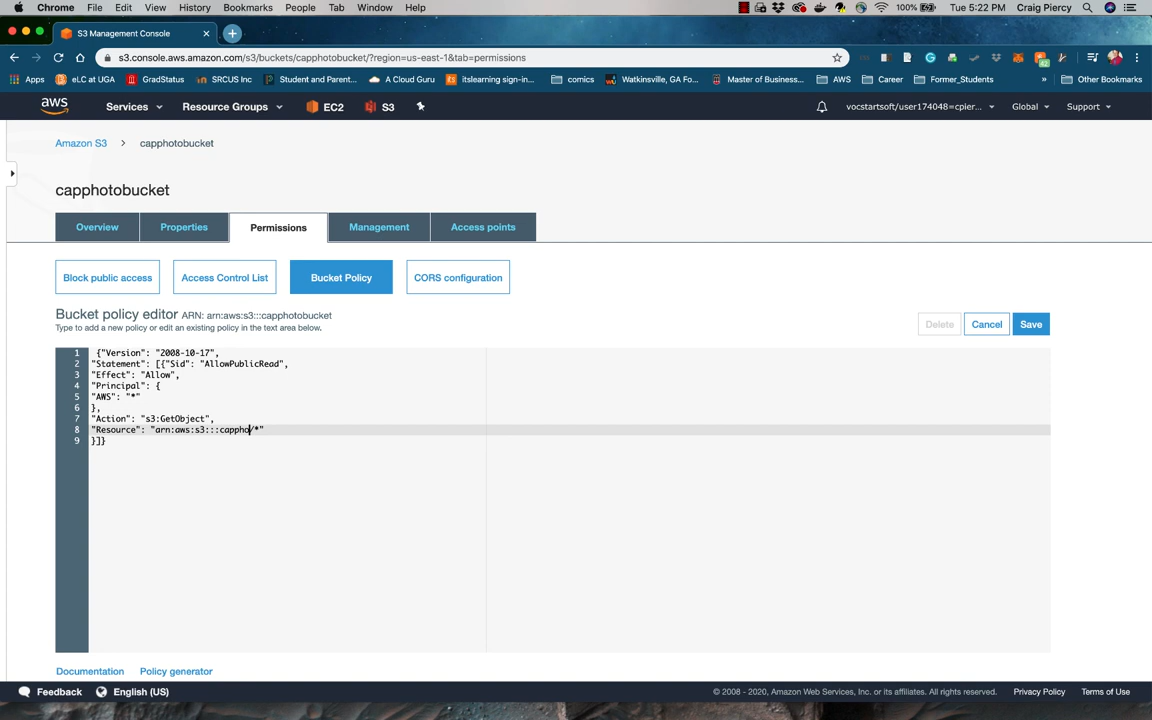 Chrome File Edit View History Bookmarks People Tab Window Help 100% Tue 5:22 PM Craig Piercy
S3 Management Console
s3.console.aws.amazon.com/s3/buckets/capphotobucket/?region=us-east-1&tab=permissions
Apps eLC at UGA GradStatus SRCUS Inc Student and Parent... A Cloud Guru itslearning sign-in... comics Watkinsville, GA Fo... Master of Business... AWS Career Former_Students » Other Bookmarks
aws Services Resource Groups EC2 S3 vocstartsoft/user174048=cpier... Global Support
Amazon S3 > capphotobucket
capphotobucket
Overview Properties Permissions Management Access points
Block public access Access Control List Bucket Policy CORS configuration
Bucket policy editor ARN: arn:aws:s3:::capphotobucket
Type to add a new policy or edit an existing policy in the text area below.
Delete Cancel Save
1 {"Version": "2008-10-17",
2 "Statement": [{"Sid": "AllowPublicRead",
3 "Effect": "Allow",
4 "Principal": {
5 "AWS": "*"
6 },
7 "Action": "s3:GetObject",
8 "Resource": "arn:aws:s3:::cappho/*"
9 }]}
Documentation Policy generator
Feedback English (US) © 2008 - 2020, Amazon Web Services, Inc. or its affiliates. All rights reserved. Privacy Policy Terms of Use